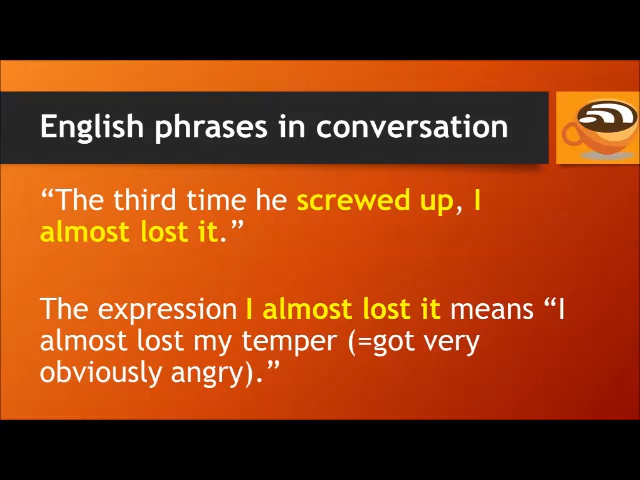 English phrases in conversation
“The third time he screwed up, I
almost lost it.”
The expression I almost lost it means “I
almost lost my temper (=got very
obviously angry).”